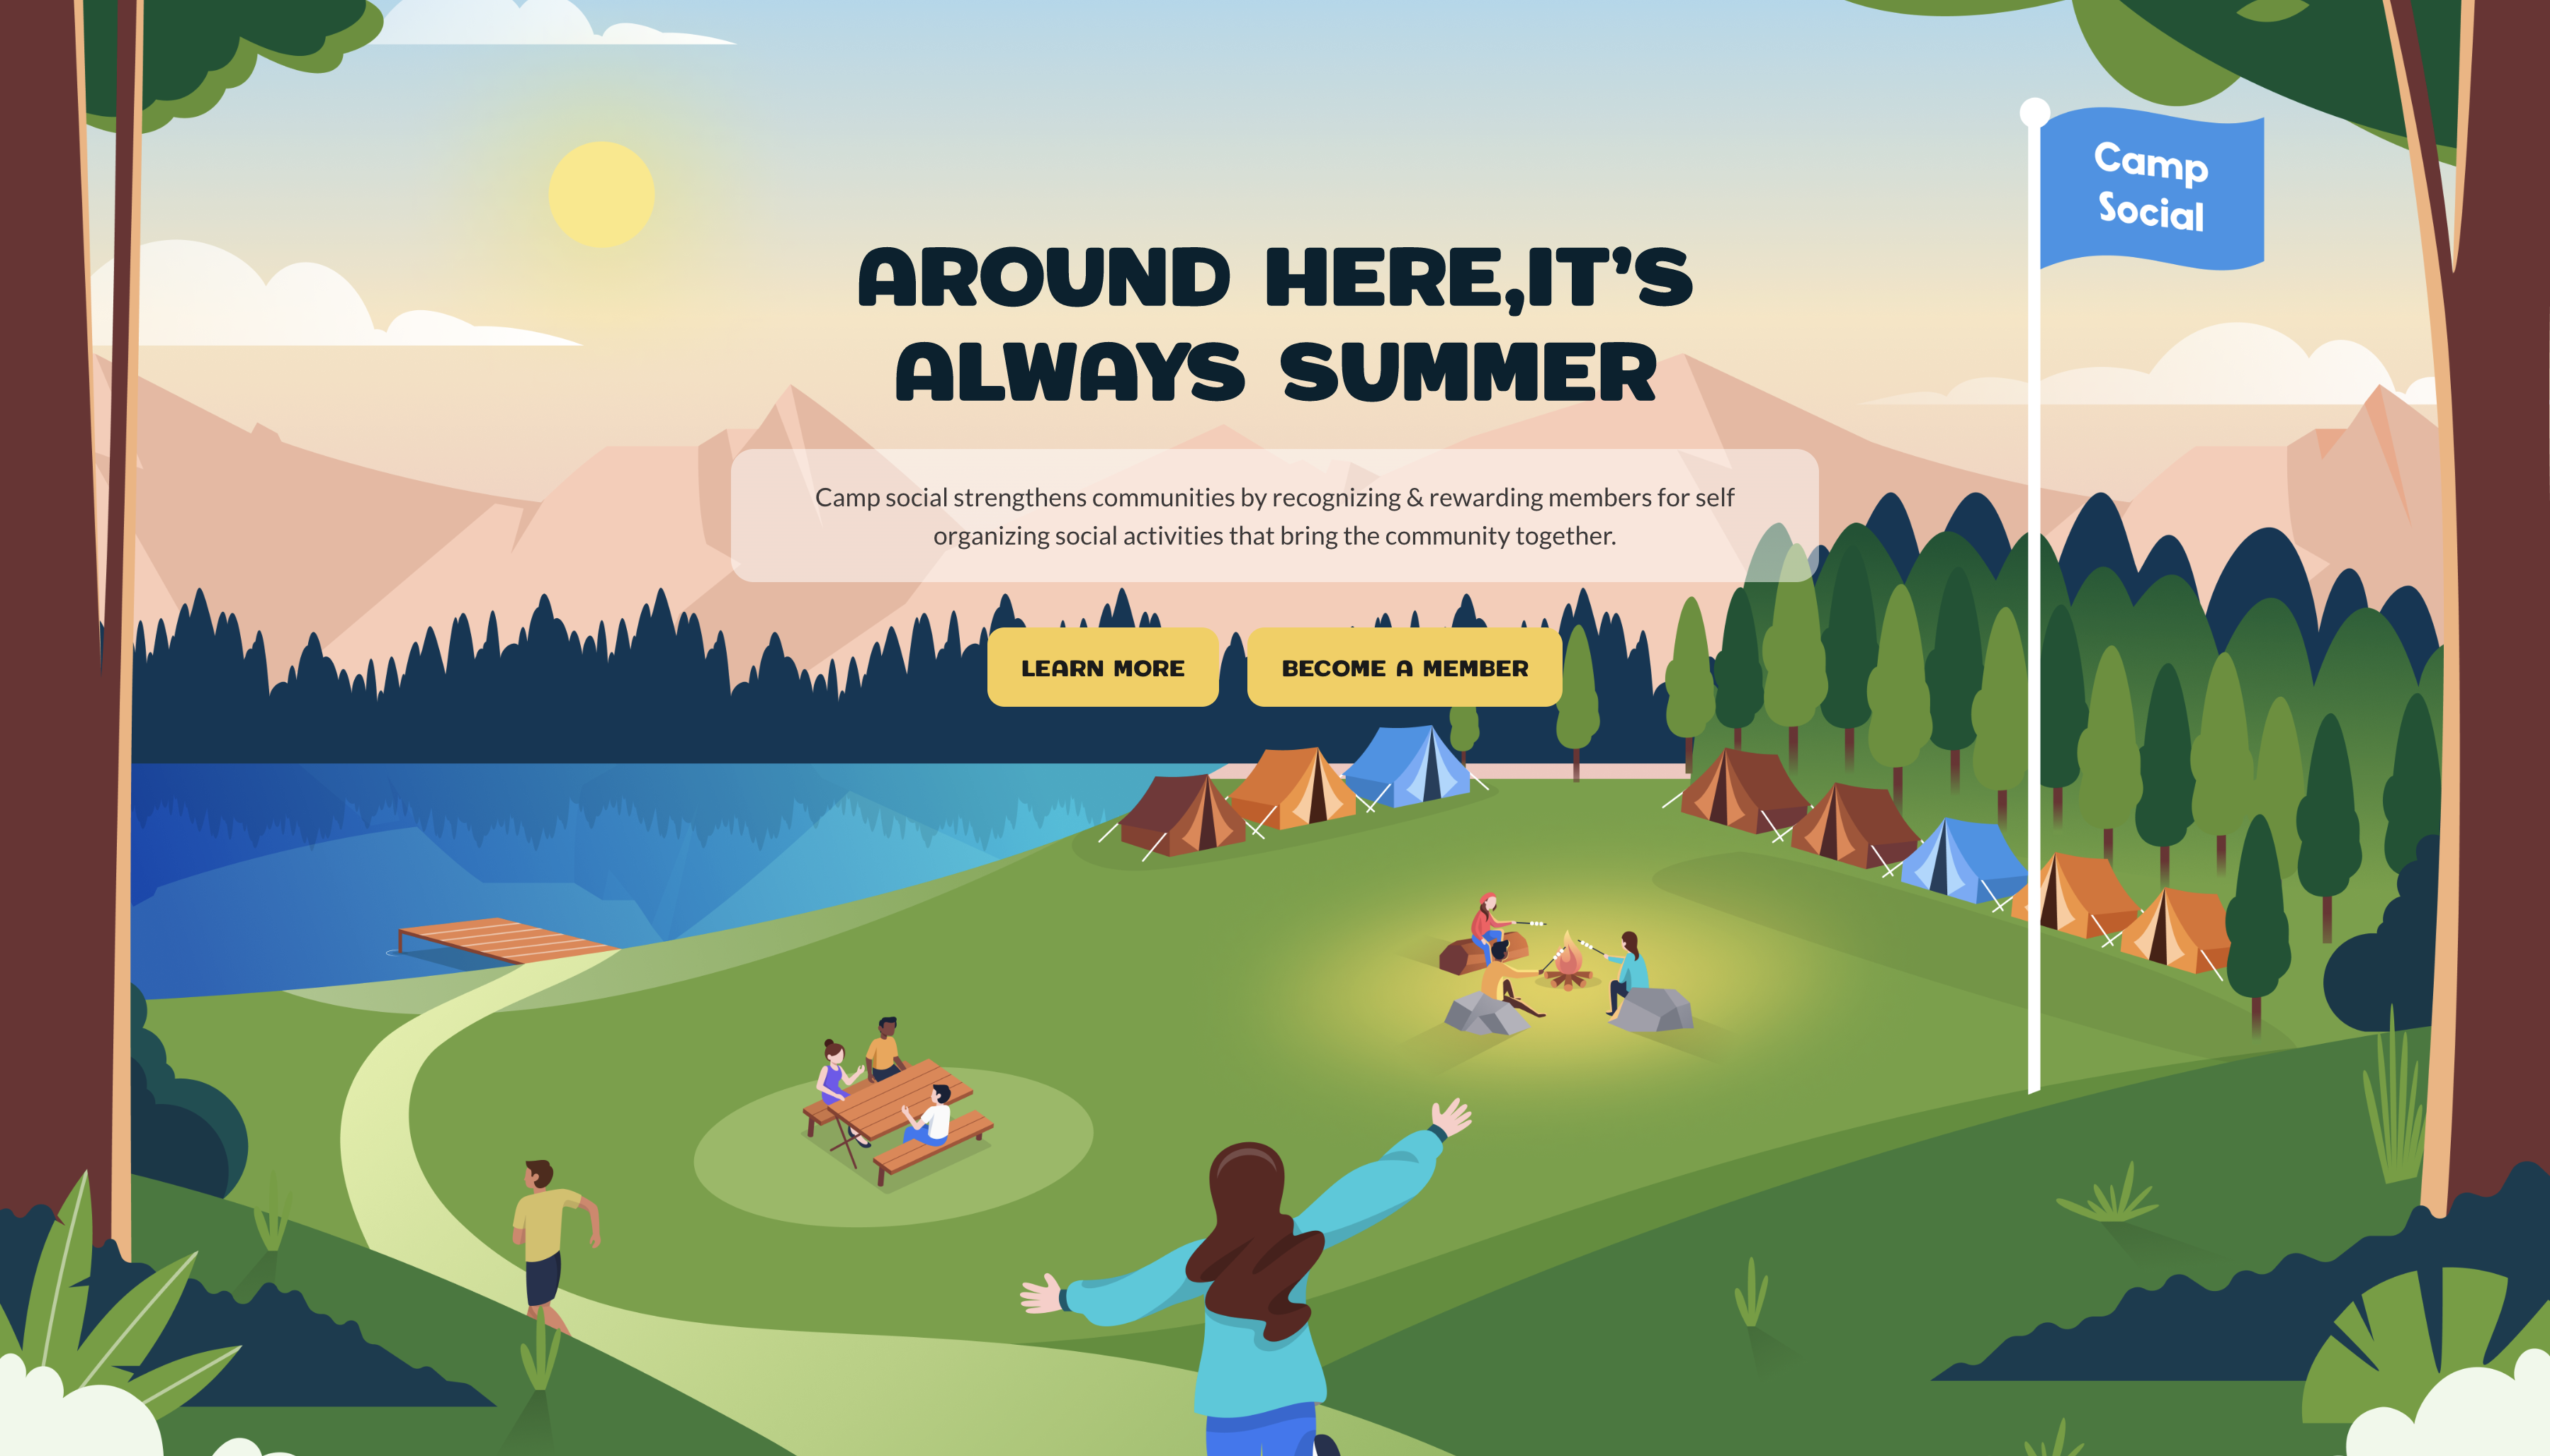 Camp
Social
AROUND HERE,IT'S
ALWAYS SUMMER
Camp social strengthens communities by recognizing & rewarding members for self
organizing social activities that bring the community together.
LEARN MORE
BECOME A MEMBER